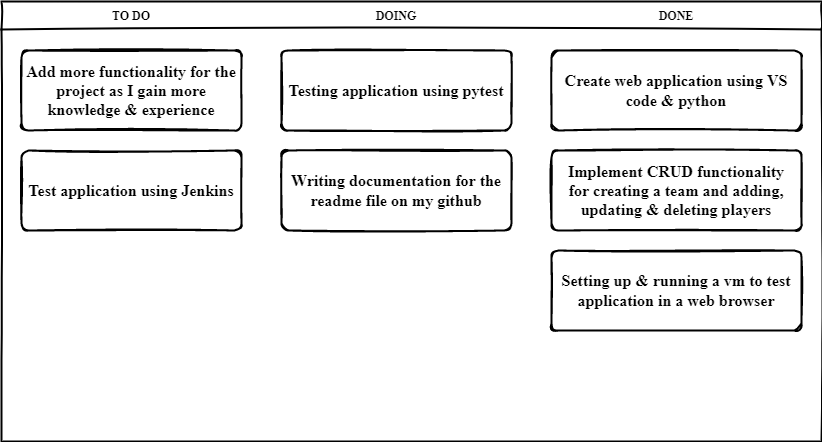 TO DO
DOING
DONE
Add more functionality for the
project as I gain more
knowledge & experience
Test application using Jenkins
Testing application using pytest
Writing documentation for the
readme file on my github
Create web application using VS
code & python
Implement CRUD functionality
for creating a team and adding,
updating & deleting players
Setting up & running a vm to test
application in a web browser